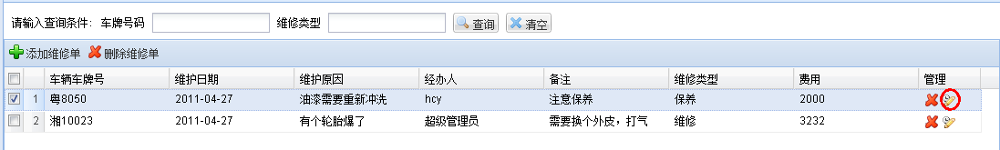 请输入查询条件: 车牌号码 维修类型 查询 清空
添加维修单 删除维修单
车辆车牌号 维护日期 维护原因 经办人 备注 维修类型 费用 管理
1 粤8050 2011-04-27 油漆需要重新冲洗 hcy 注意保养 保养 2000
2 湘10023 2011-04-27 有个轮胎爆了 超级管理员 需要换个外皮，打气 维修 3232